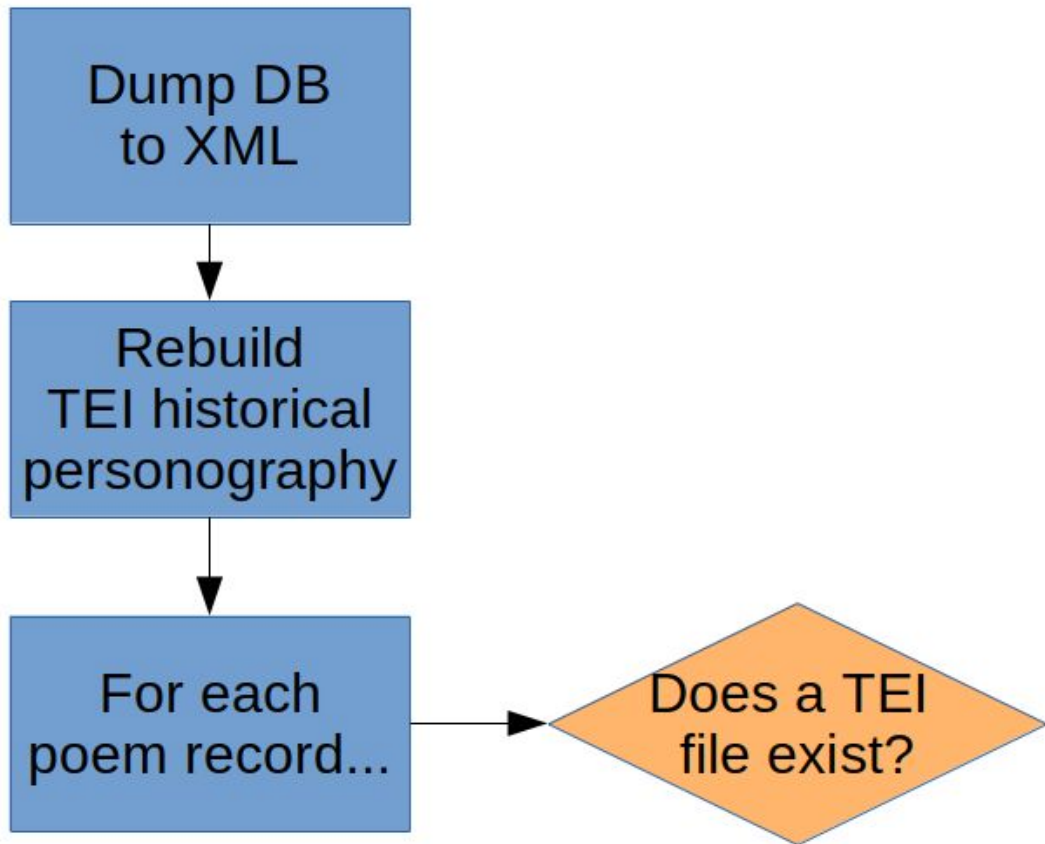 Dump DB
to XML
Rebuild
TEI historical
personography
For each
poem record...
Does a TEI
file exist?